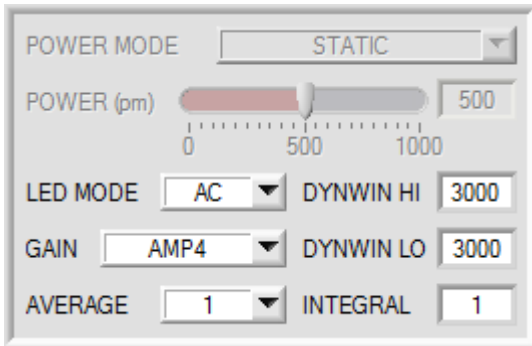 POWER MODE STATIC
POWER (pm) 500
0 500 1000
LED MODE AC DYNWIN HI 3000
GAIN AMP4 DYNWIN LO 3000
AVERAGE 1 INTEGRAL 1